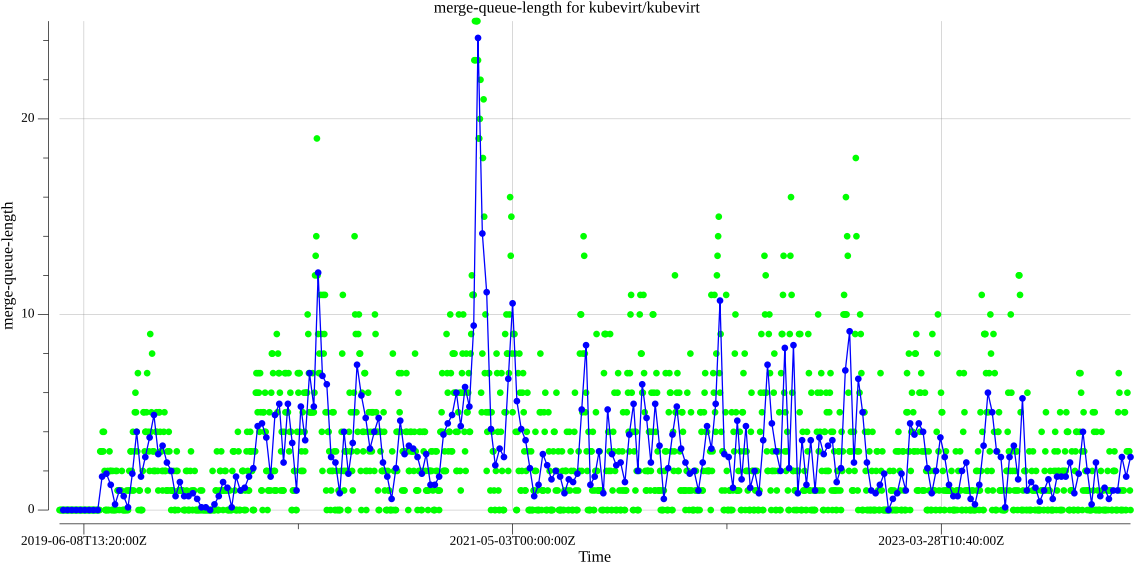 merge-queue-length for kubevirt/kubevirt
merge-queue-length
20
10
0
2019-06-08T13:20:00Z
2021-05-03T00:00:00Z
2023-03-28T10:40:00Z
Time